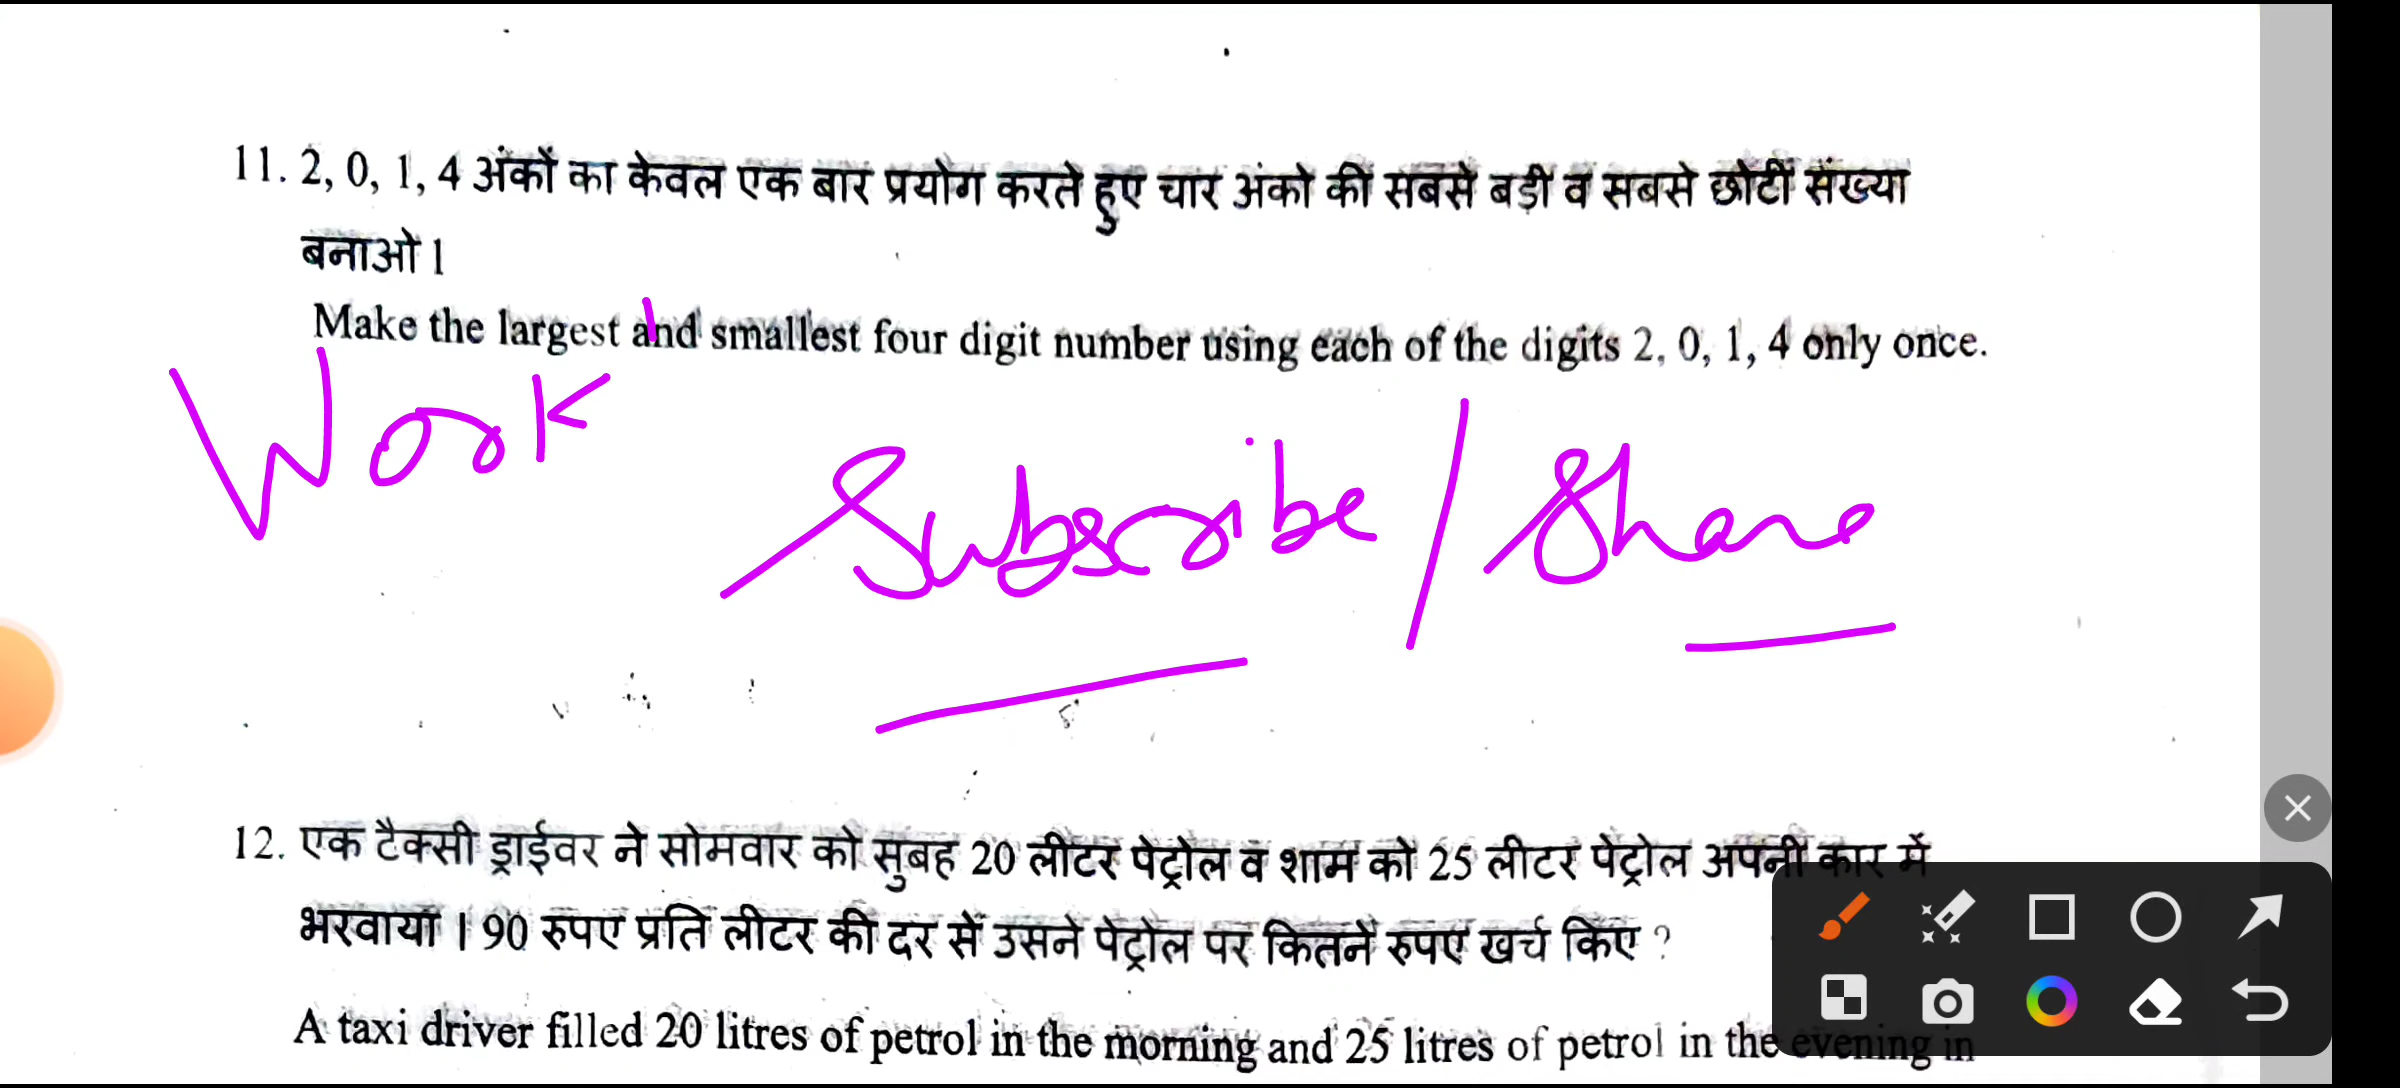 11. 2, 0, 1, 4 अंकों का केवल एक बार प्रयोग करते हुए चार अंको की सबसे बड़ी व सबसे छोटी संख्या
बनाओ।
Make the largest and smallest four digit number using each of the digits 2, 0, 1, 4 only once.
Work
Subscribe / Share
12. एक टैक्सी ड्राईवर ने सोमवार को सुबह 20 लीटर पेट्रोल व शाम को 25 लीटर पेट्रोल अपनी कार में
भरवाया । 90 रुपए प्रति लीटर की दर से उसने पेट्रोल पर कितने रुपए खर्च किए ?
A taxi driver filled 20 litres of petrol in the morning and 25 litres of petrol in the evening in